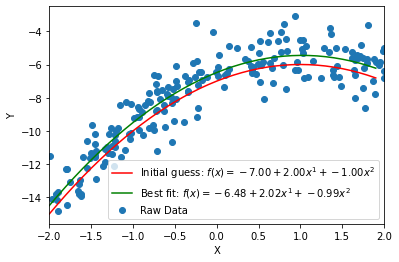 −4
−6
−8
−10
−12
−14
Y
Initial guess: f(x) = −7.00 + 2.00x¹ + −1.00x²
Best fit: f(x) = −6.48 + 2.02x¹ + −0.99x²
Raw Data
−2.0 −1.5 −1.0 −0.5 0.0 0.5 1.0 1.5 2.0
X